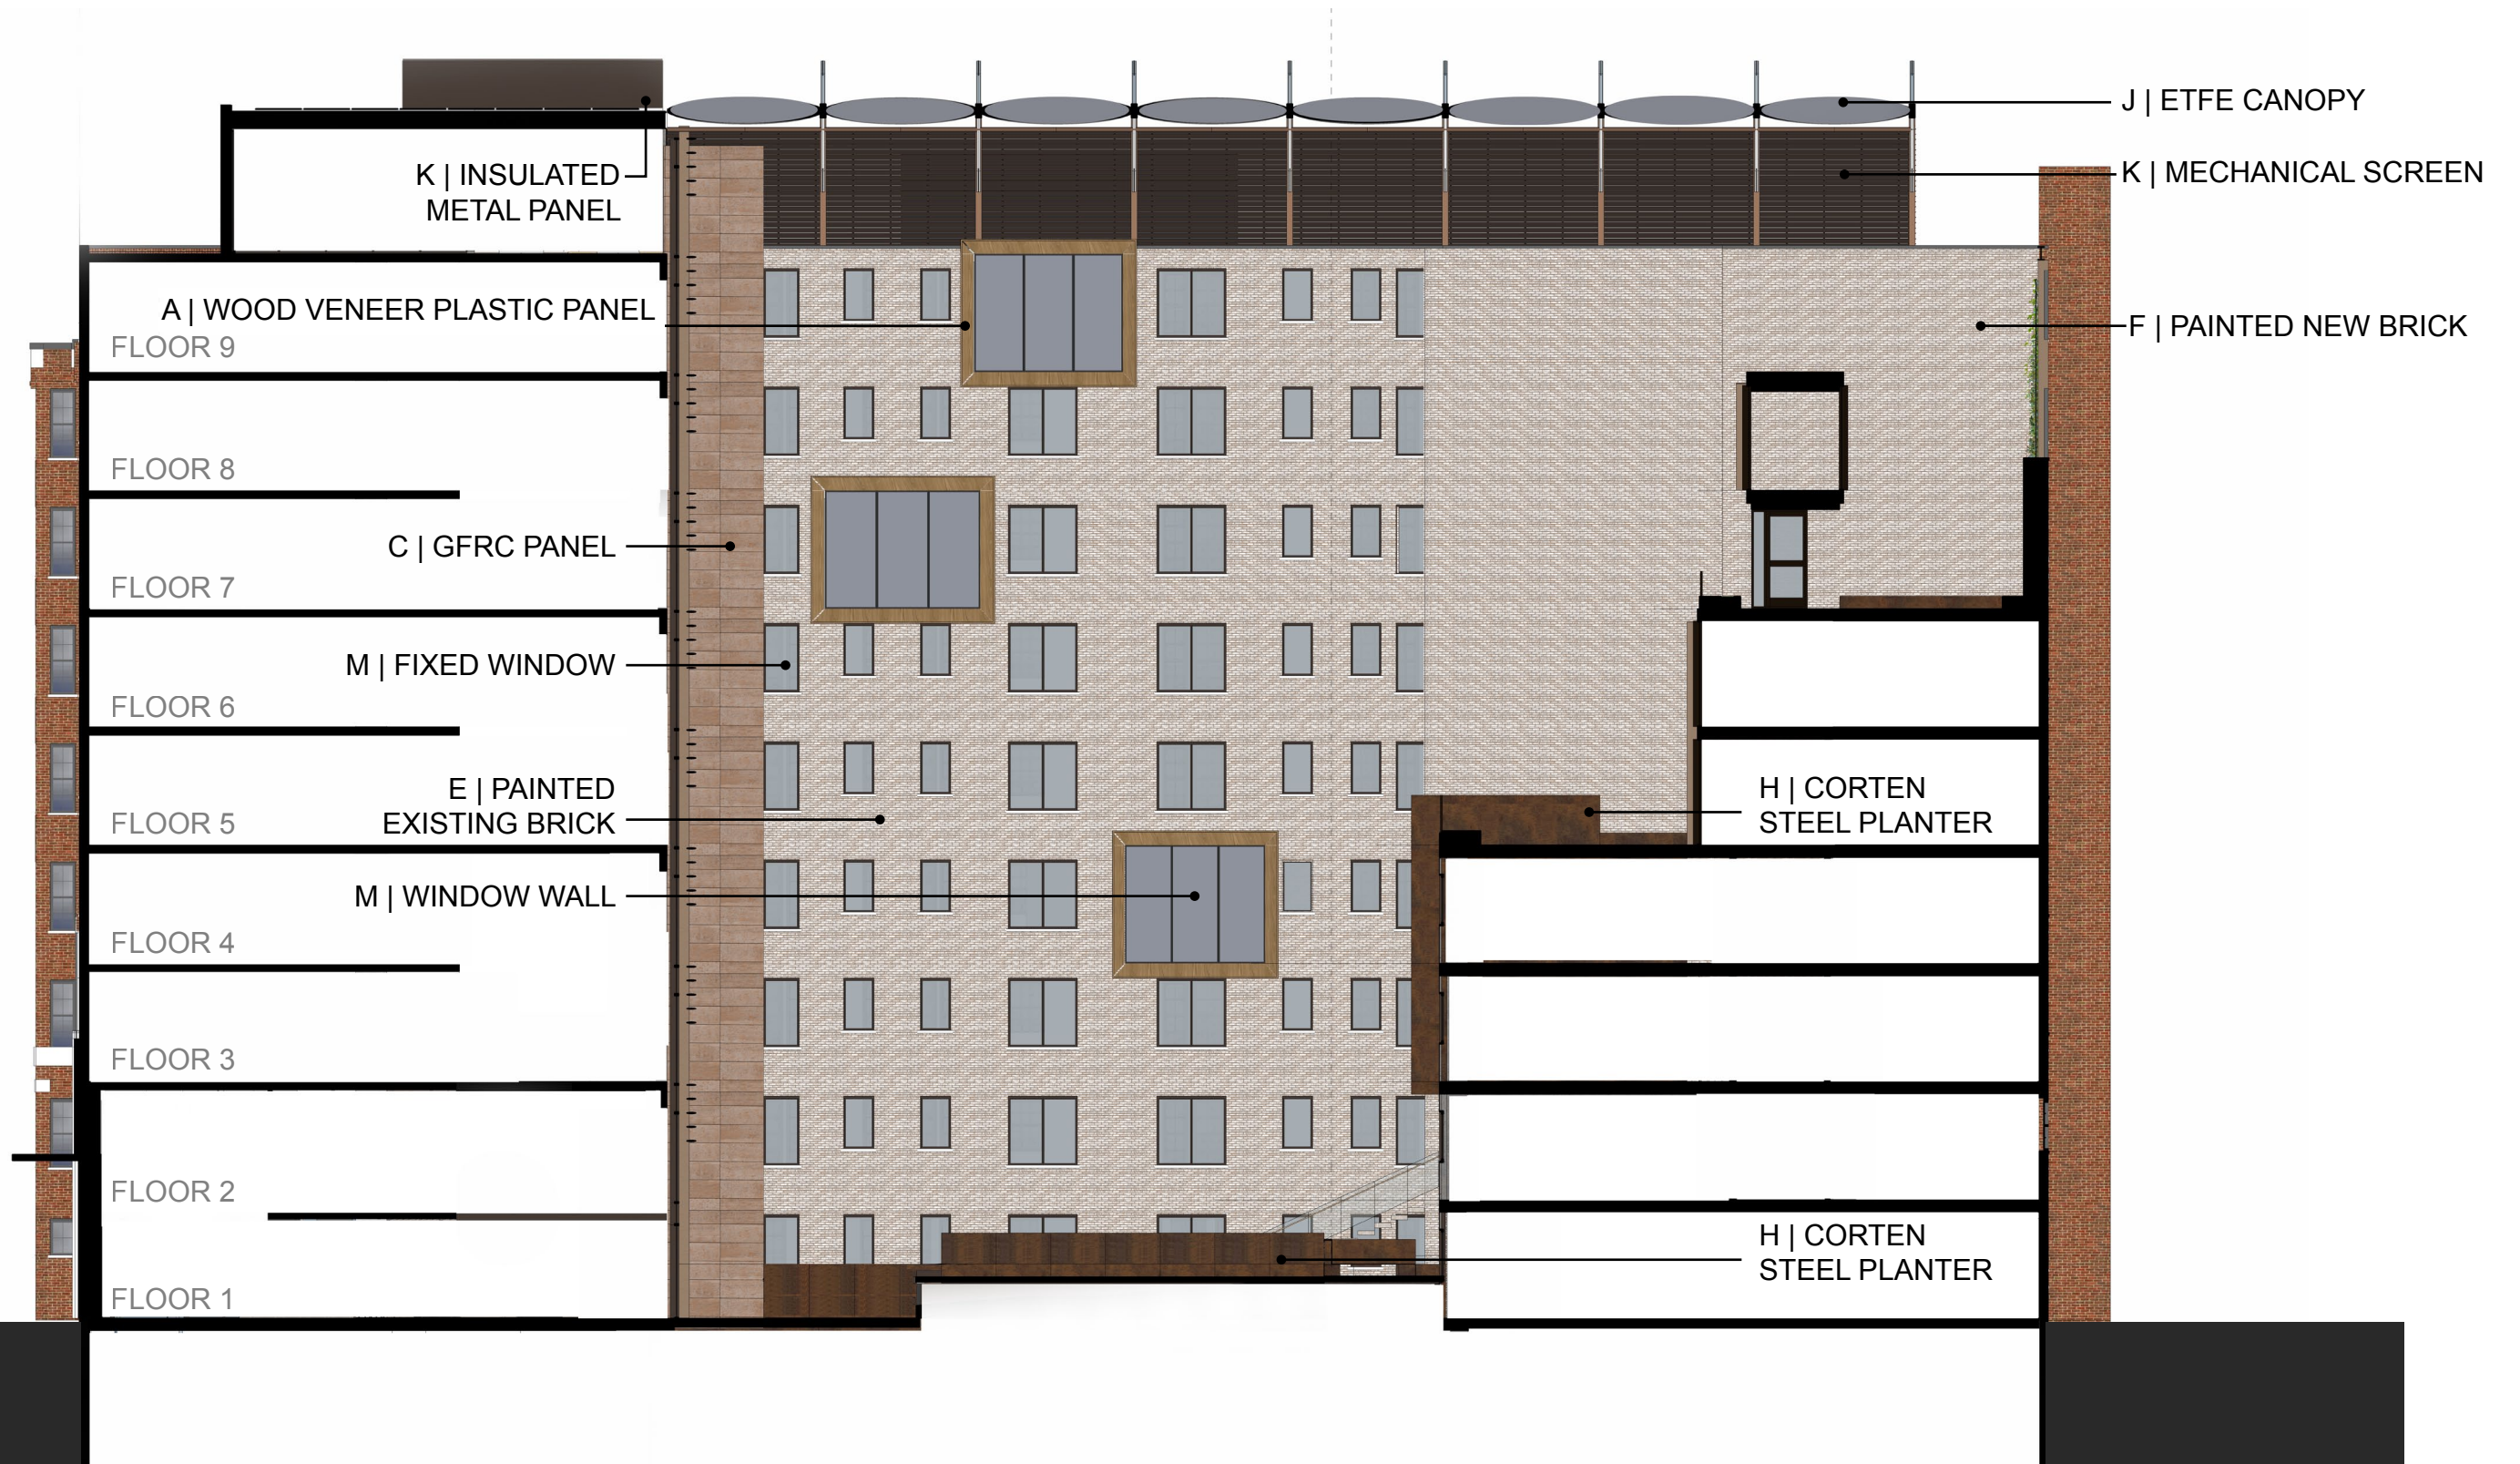 J | ETFE CANOPY
K | MECHANICAL SCREEN
K | INSULATED
METAL PANEL
A | WOOD VENEER PLASTIC PANEL
F | PAINTED NEW BRICK
FLOOR 9
FLOOR 8
C | GFRC PANEL
FLOOR 7
M | FIXED WINDOW
FLOOR 6
E | PAINTED
EXISTING BRICK
H | CORTEN
STEEL PLANTER
FLOOR 5
M | WINDOW WALL
FLOOR 4
FLOOR 3
FLOOR 2
H | CORTEN
STEEL PLANTER
FLOOR 1